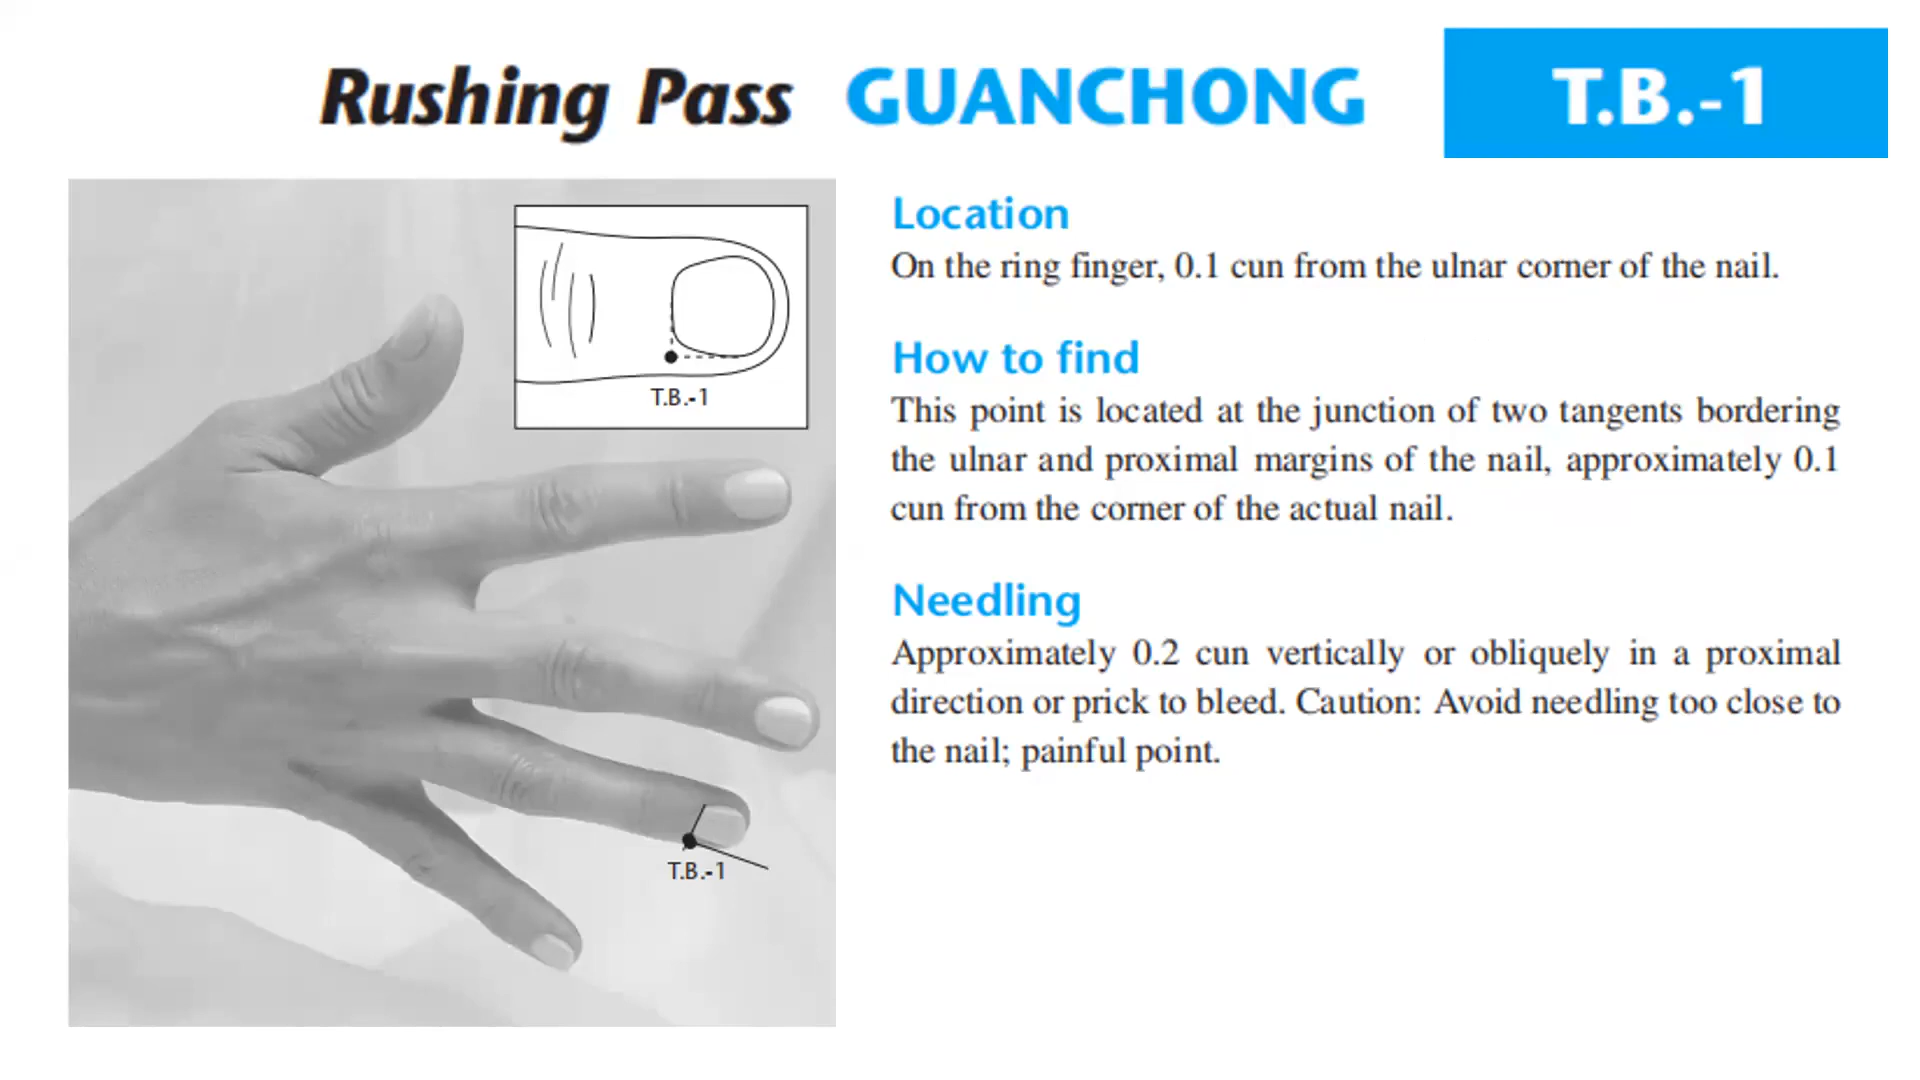 Rushing Pass GUANCHONG T.B.-1
T.B.-1
T.B.-1
Location
On the ring finger, 0.1 cun from the ulnar corner of the nail.
How to find
This point is located at the junction of two tangents bordering
the ulnar and proximal margins of the nail, approximately 0.1
cun from the corner of the actual nail.
Needling
Approximately 0.2 cun vertically or obliquely in a proximal
direction or prick to bleed. Caution: Avoid needling too close to
the nail; painful point.